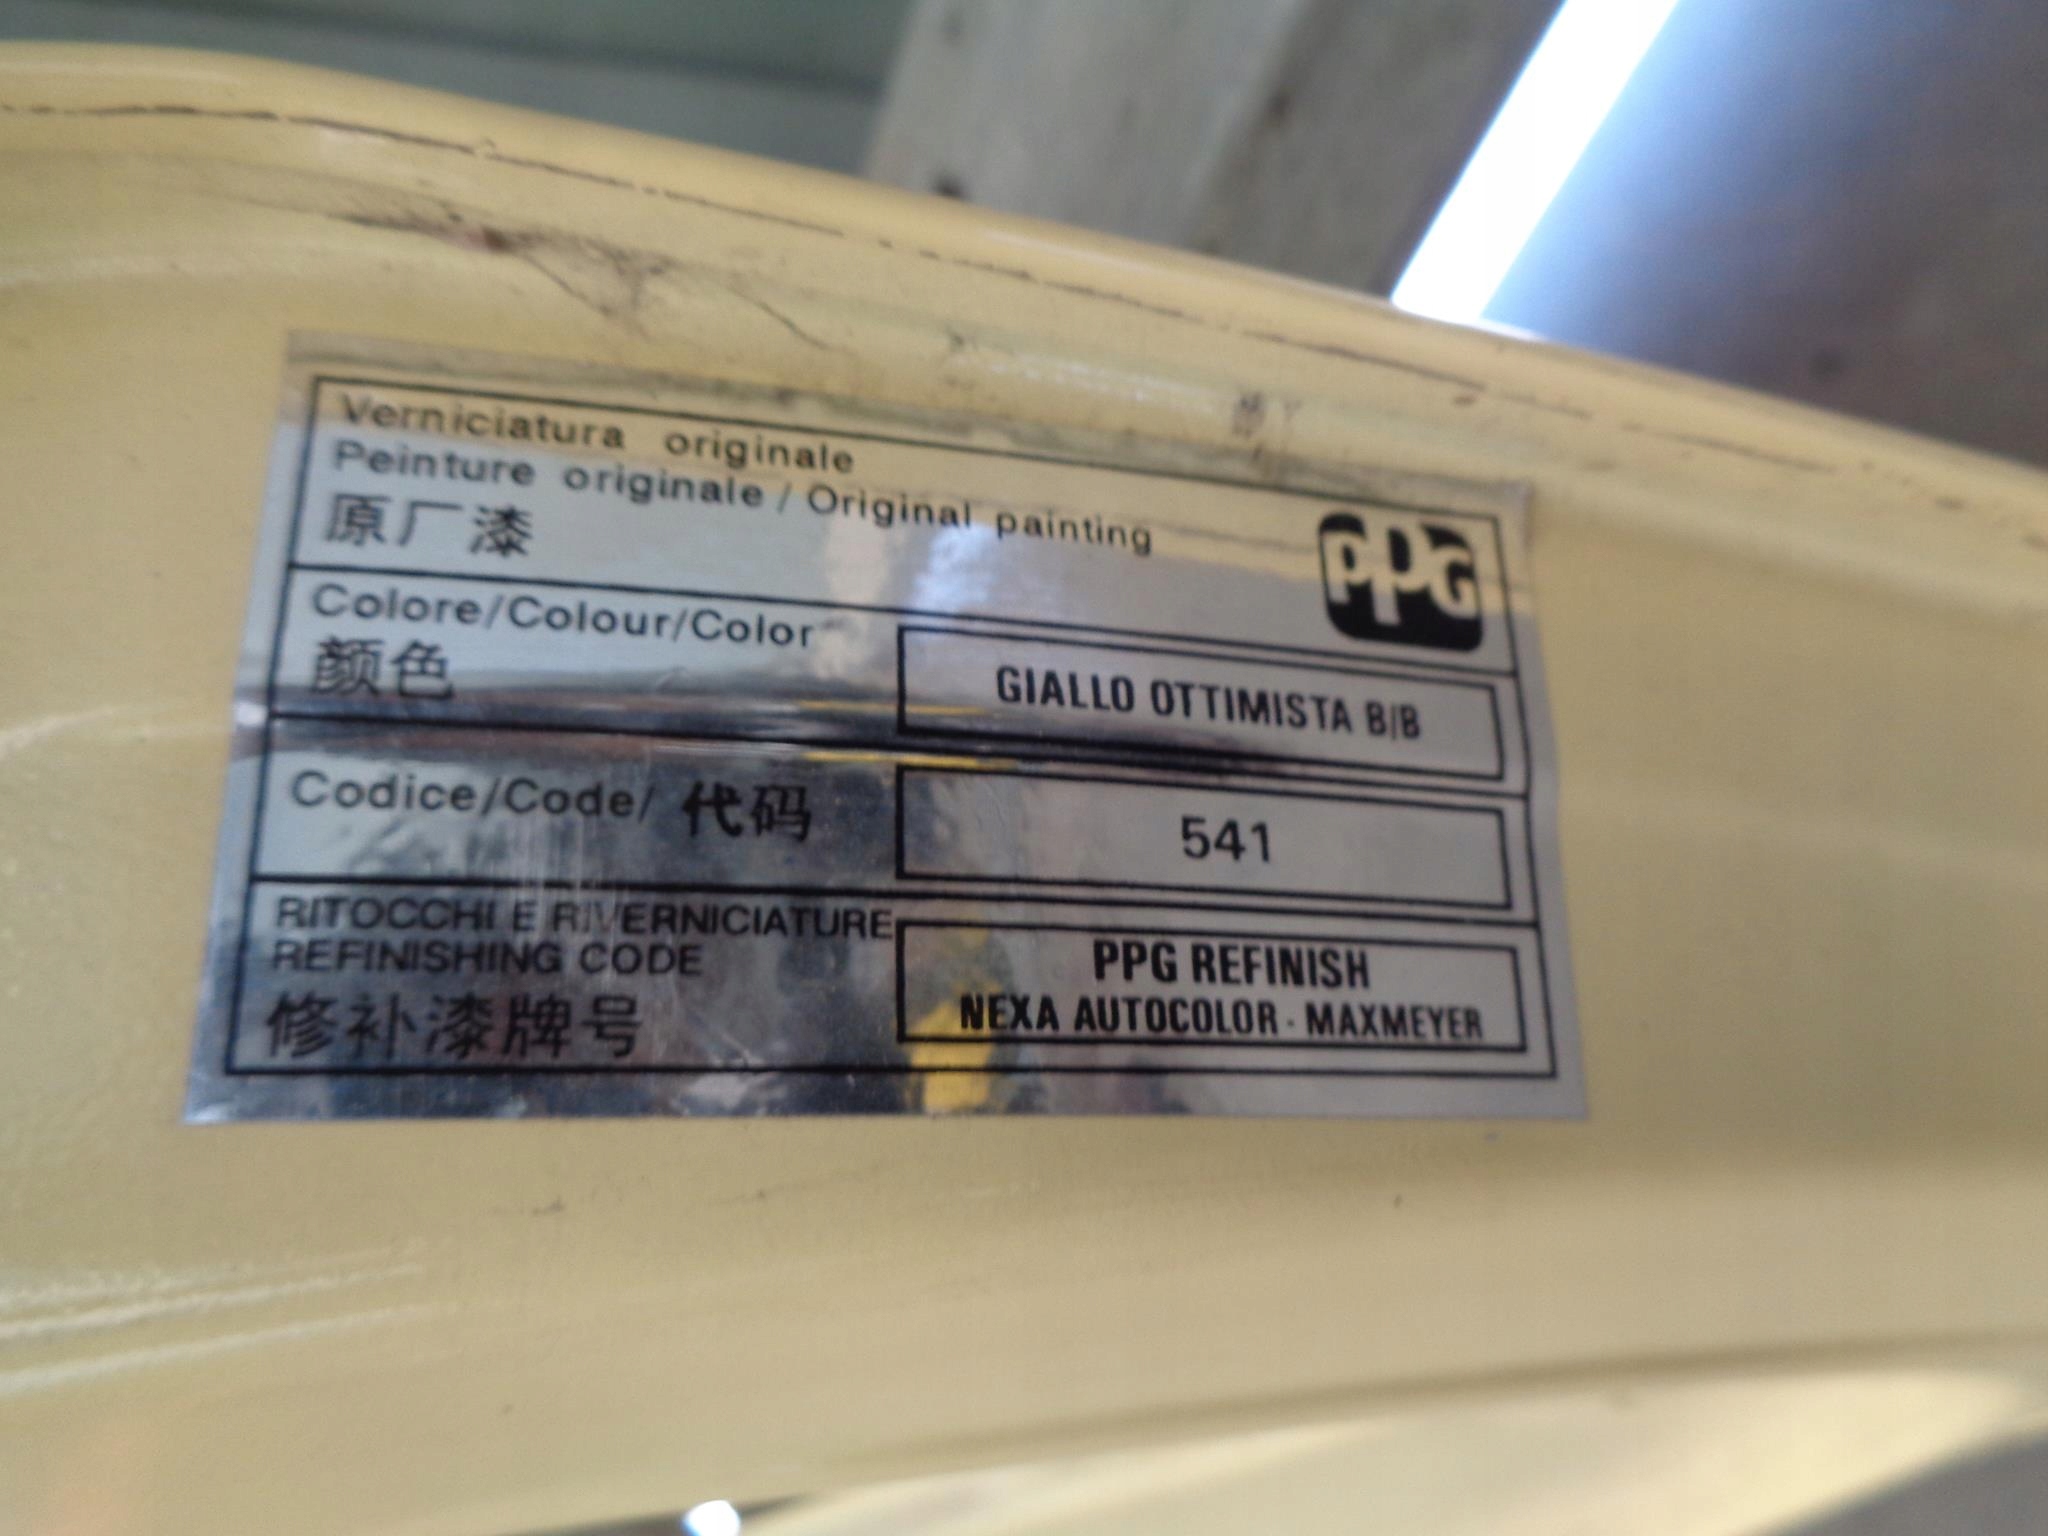 Verniciatura originale
Peinture originale / Original painting
原厂漆
PPG
Colore/Colour/Color
颜色
GIALLO OTTIMISTA B/B
Codice/Code/ 代码
541
RITOCCHI E RIVERNICIATURE
REFINISHING CODE
修补漆牌号
PPG REFINISH
NEXA AUTOCOLOR - MAXMEYER